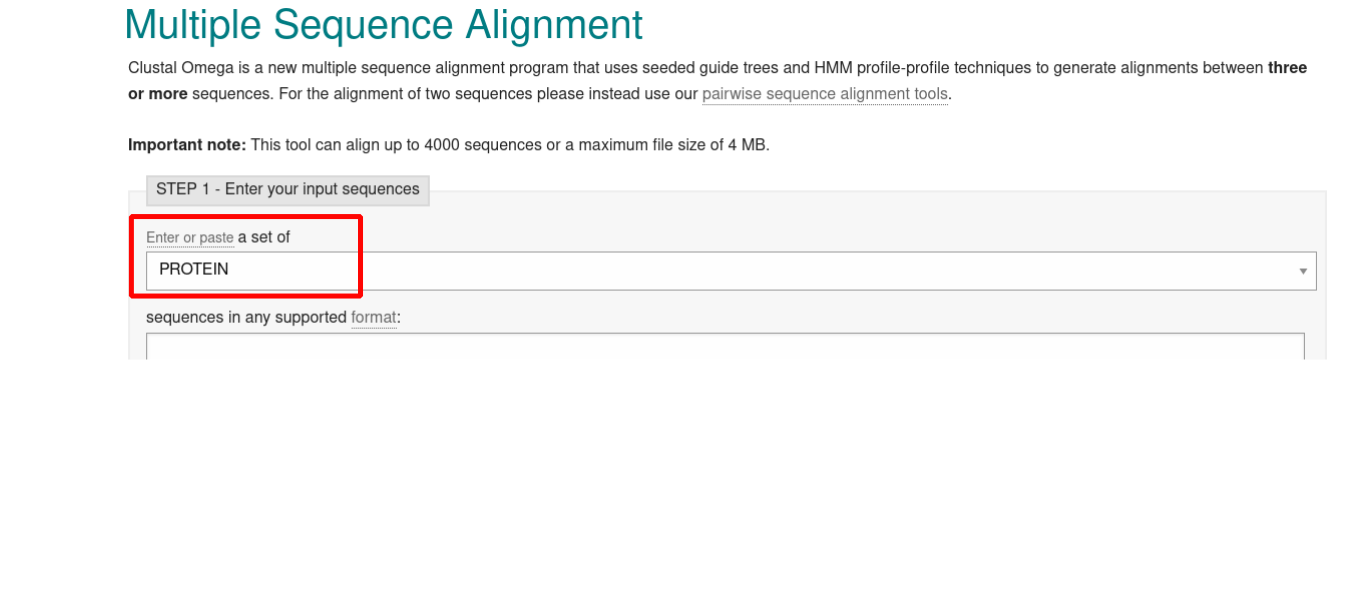 Multiple Sequence Alignment
Clustal Omega is a new multiple sequence alignment program that uses seeded guide trees and HMM profile-profile techniques to generate alignments between three
or more sequences. For the alignment of two sequences please instead use our pairwise sequence alignment tools.
Important note: This tool can align up to 4000 sequences or a maximum file size of 4 MB.
STEP 1 - Enter your input sequences
Enter or paste a set of
PROTEIN
sequences in any supported format: